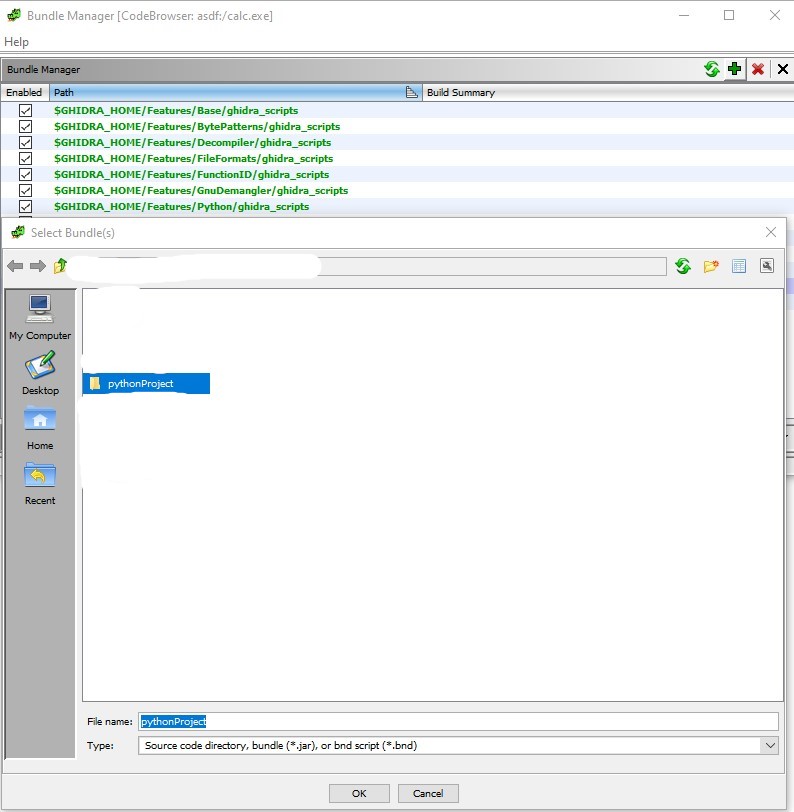 Bundle Manager [CodeBrowser: asdf:/calc.exe]
Help
Bundle Manager
Enabled Path Build Summary
$GHIDRA_HOME/Features/Base/ghidra_scripts
$GHIDRA_HOME/Features/BytePatterns/ghidra_scripts
$GHIDRA_HOME/Features/Decompiler/ghidra_scripts
$GHIDRA_HOME/Features/FileFormats/ghidra_scripts
$GHIDRA_HOME/Features/FunctionID/ghidra_scripts
$GHIDRA_HOME/Features/GnuDemangler/ghidra_scripts
$GHIDRA_HOME/Features/Python/ghidra_scripts
Select Bundle(s)
My Computer
Desktop
Home
Recent
pythonProject
File name: pythonProject
Type: Source code directory, bundle (*.jar), or bnd script (*.bnd)
OK Cancel